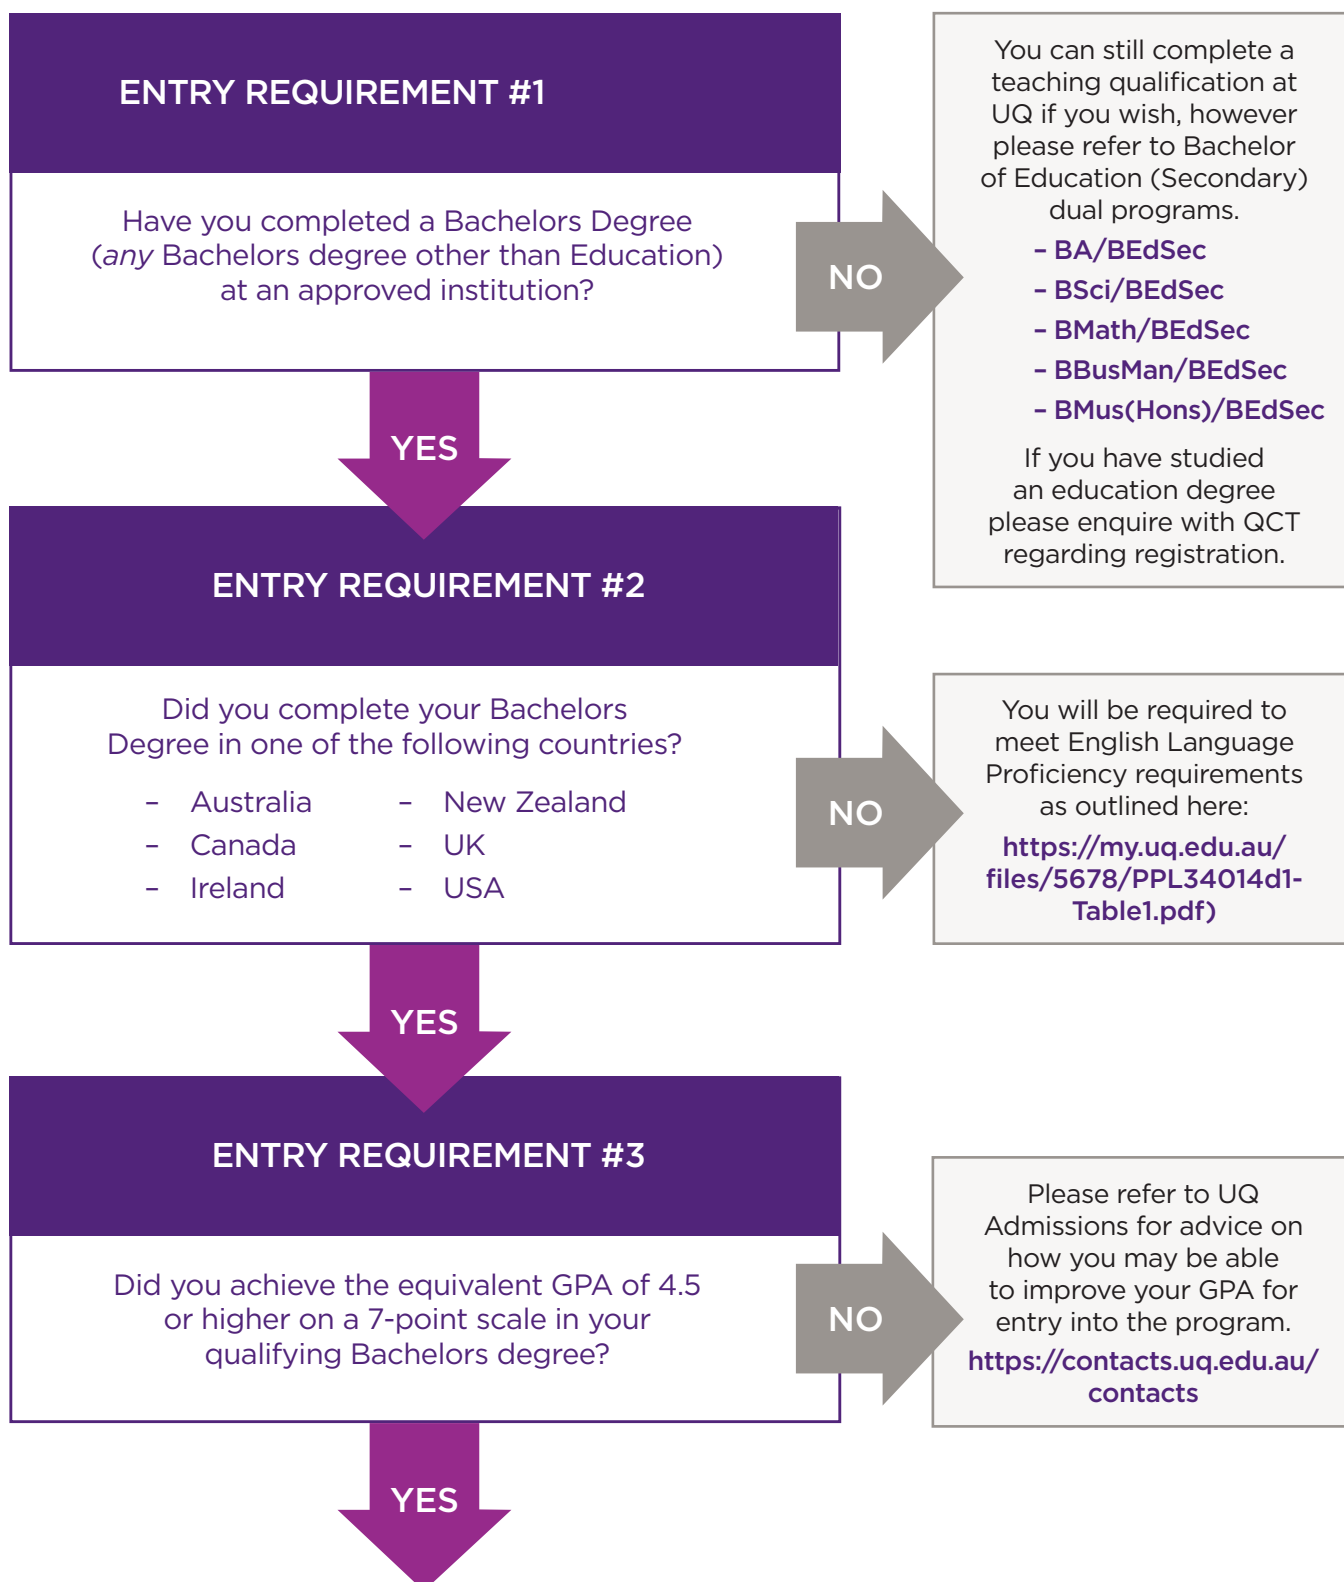 ENTRY REQUIREMENT #1
Have you completed a Bachelors Degree
(any Bachelors degree other than Education)
at an approved institution?
NO
You can still complete a
teaching qualification at
UQ if you wish, however
please refer to Bachelor
of Education (Secondary)
dual programs.
– BA/BEdSec
– BSci/BEdSec
– BMath/BEdSec
– BBusMan/BEdSec
– BMus(Hons)/BEdSec
If you have studied
an education degree
please enquire with QCT
regarding registration.
YES
ENTRY REQUIREMENT #2
Did you complete your Bachelors
Degree in one of the following countries?
– Australia – New Zealand
– Canada – UK
– Ireland – USA
NO
You will be required to
meet English Language
Proficiency requirements
as outlined here:
https://my.uq.edu.au/
files/5678/PPL34014d1-
Table1.pdf)
YES
ENTRY REQUIREMENT #3
Did you achieve the equivalent GPA of 4.5
or higher on a 7-point scale in your
qualifying Bachelors degree?
NO
Please refer to UQ
Admissions for advice on
how you may be able
to improve your GPA for
entry into the program.
https://contacts.uq.edu.au/
contacts
YES